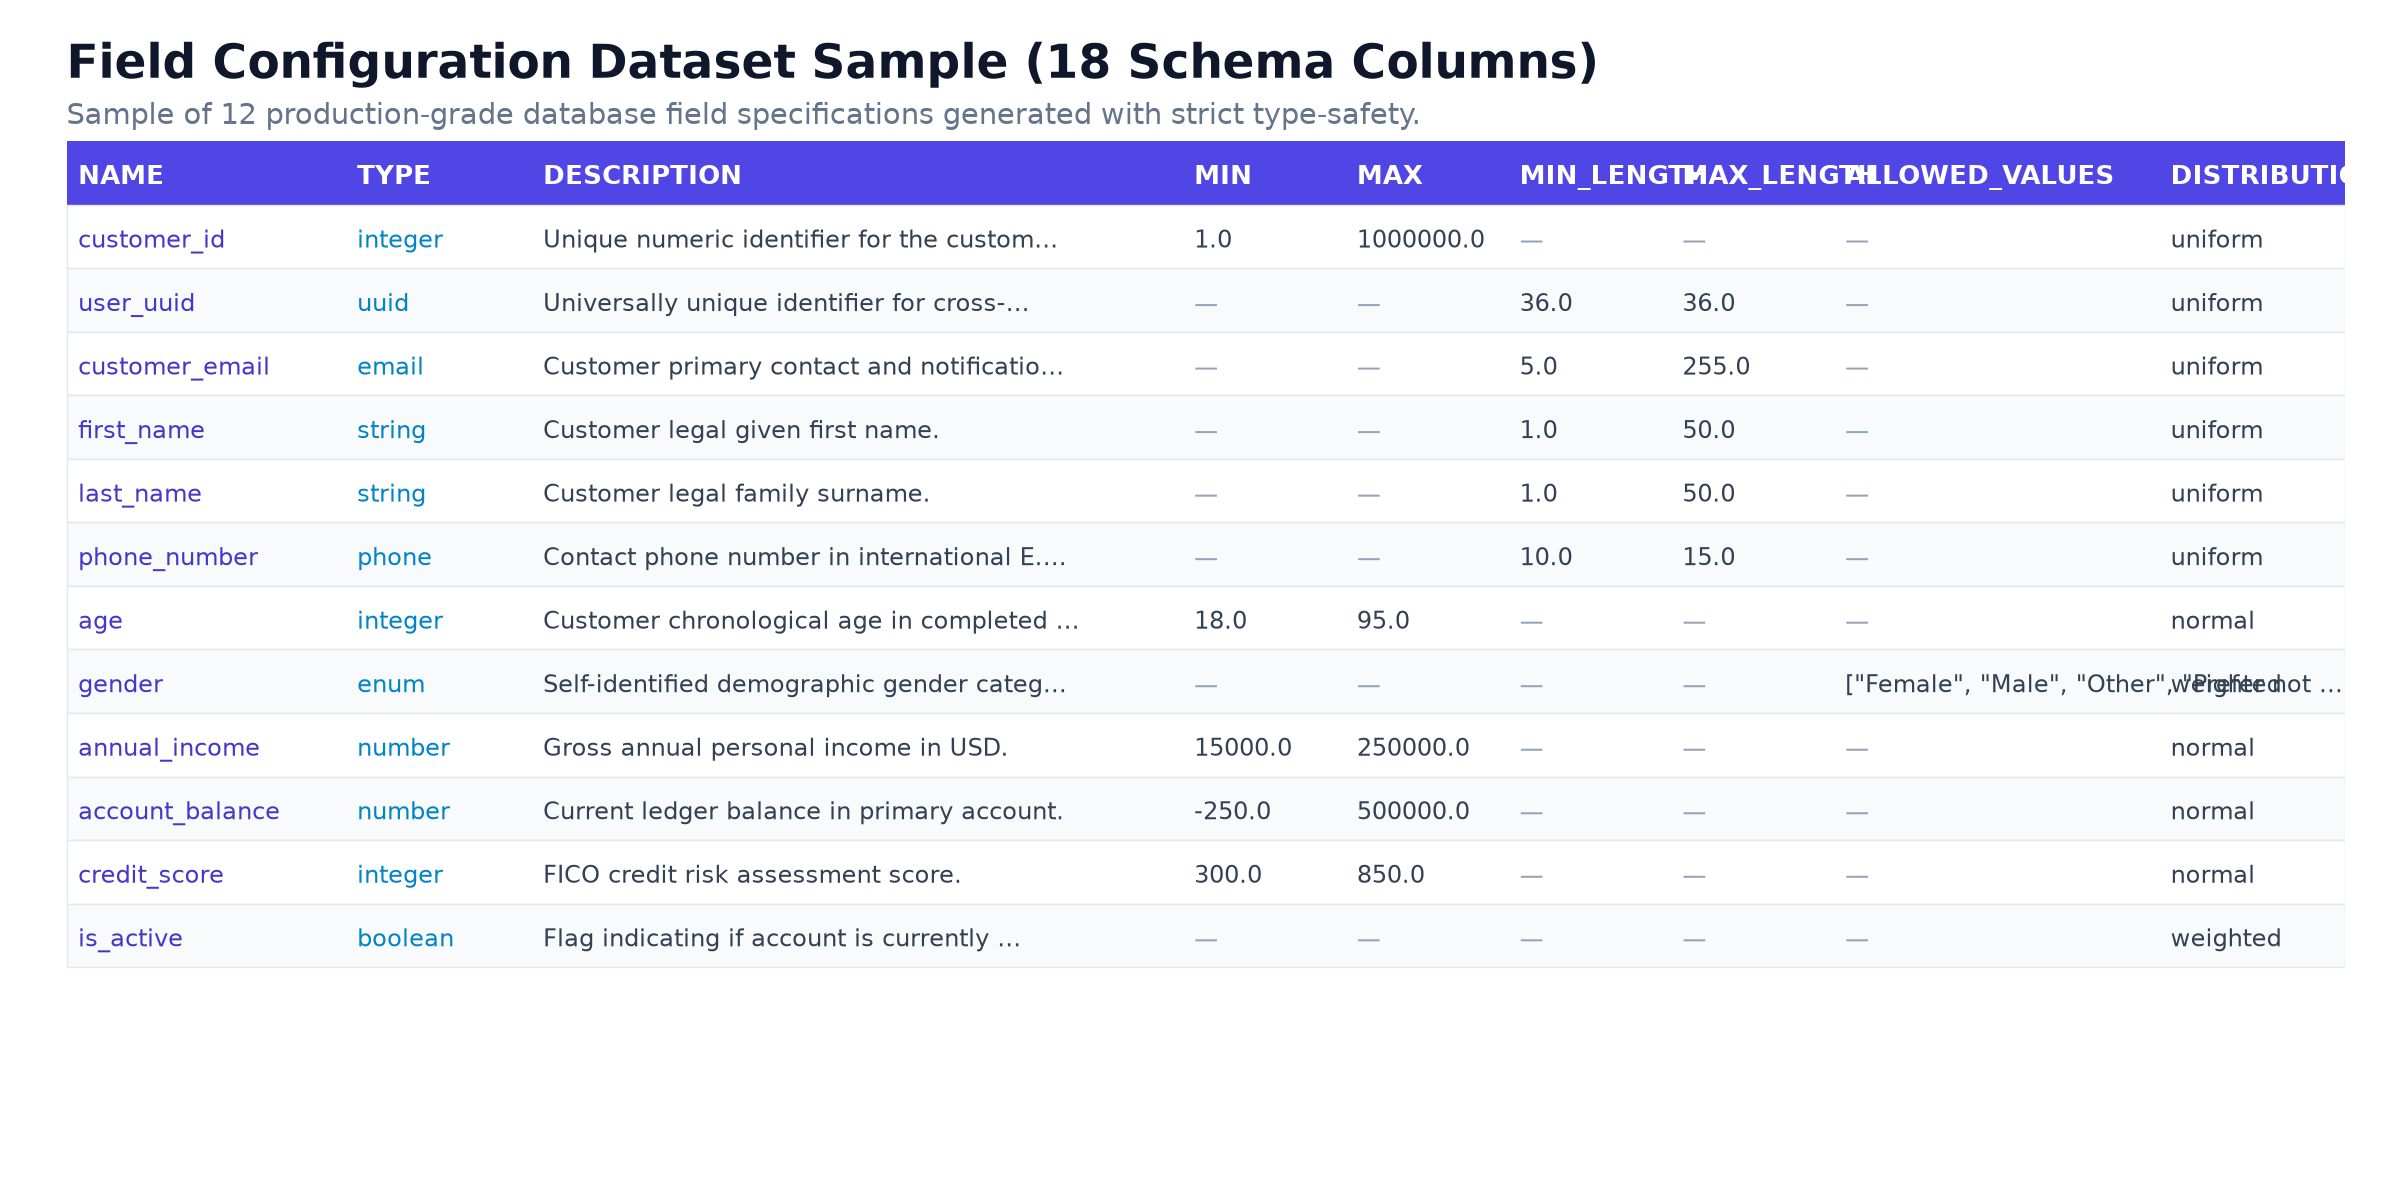 Field Configuration Dataset Sample (18 Schema Columns)
Sample of 12 production-grade database field specifications generated with strict type-safety.
NAME TYPE DESCRIPTION MIN MAX MIN_LENGTH MAX_LENGTH ALLOWED_VALUES DISTRIBUTIO
customer_id integer Unique numeric identifier for the custom... 1.0 1000000.0 — — — uniform
user_uuid uuid Universally unique identifier for cross-... — — 36.0 36.0 — uniform
customer_email email Customer primary contact and notificatio... — — 5.0 255.0 — uniform
first_name string Customer legal given first name. — — 1.0 50.0 — uniform
last_name string Customer legal family surname. — — 1.0 50.0 — uniform
phone_number phone Contact phone number in international E.... — — 10.0 15.0 — uniform
age integer Customer chronological age in completed ... 18.0 95.0 — — — normal
gender enum Self-identified demographic gender categ... — — — — ["Female", "Male", "Other", "Prefer not ... weighted
annual_income number Gross annual personal income in USD. 15000.0 250000.0 — — — normal
account_balance number Current ledger balance in primary account. -250.0 500000.0 — — — normal
credit_score integer FICO credit risk assessment score. 300.0 850.0 — — — normal
is_active boolean Flag indicating if account is currently ... — — — — — weighted